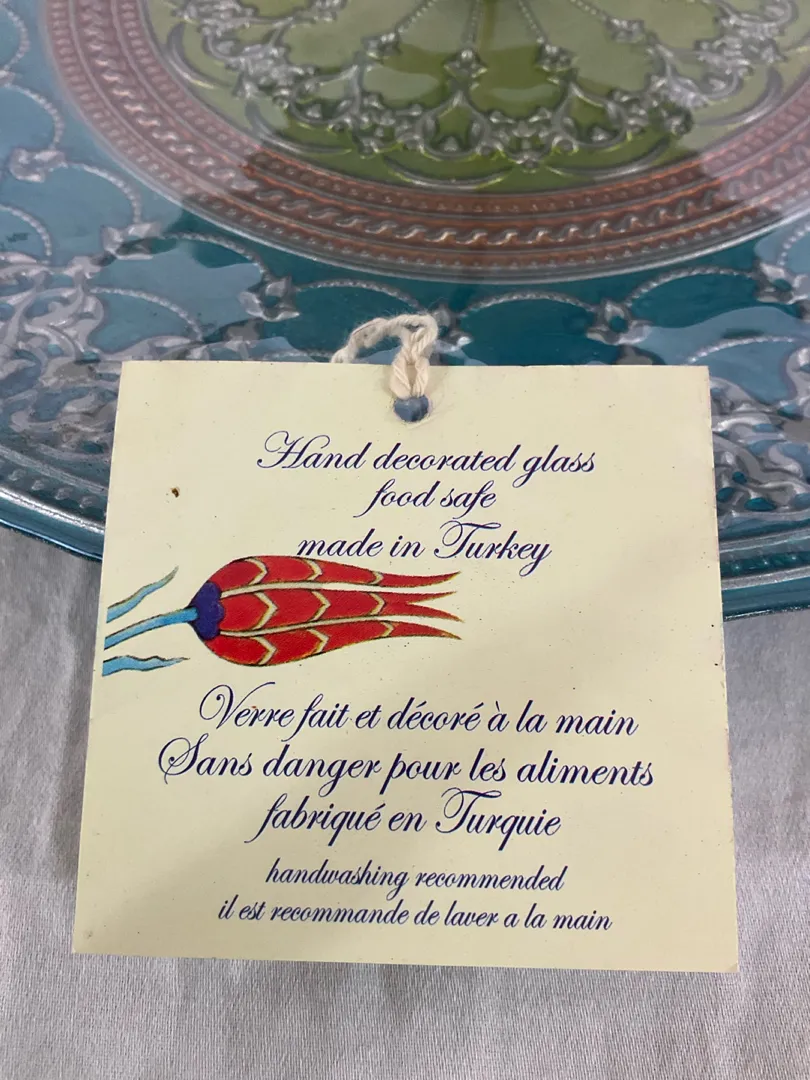 Hand decorated glass
food safe
made in Turkey
Verre fait et décoré à la main
Sans danger pour les aliments
fabriqué en Turquie
handwashing recommended
il est recommande de laver a la main